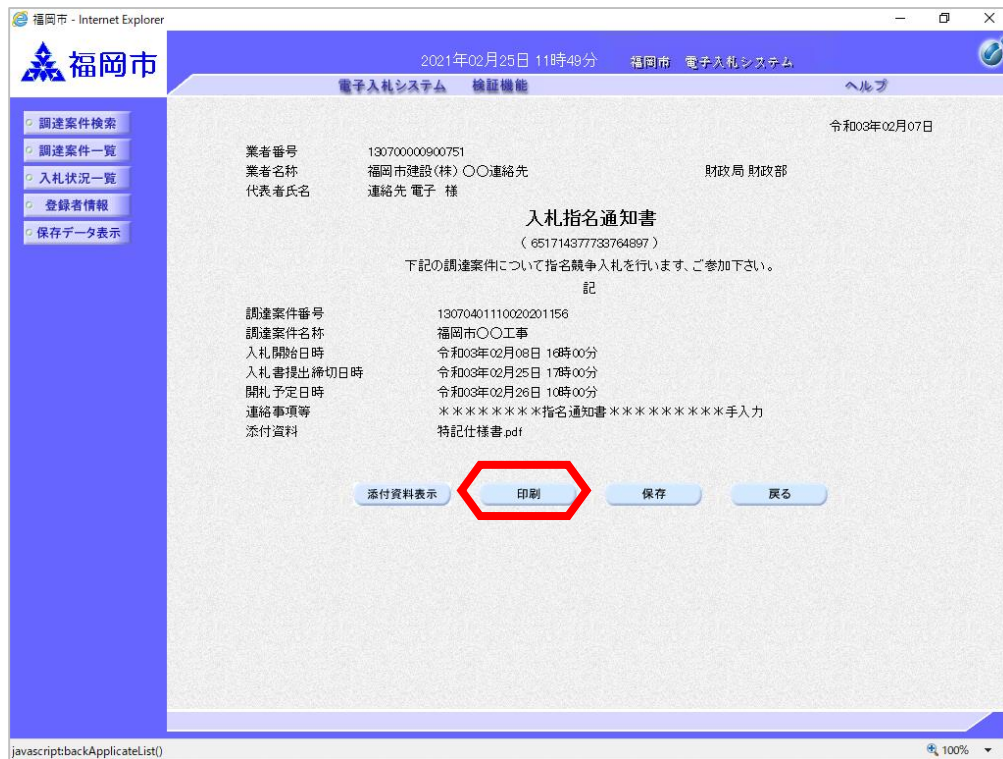 福岡市 - Internet Explorer
福岡市
2021年02月25日 11時49分 福岡市 電子入札システム
電子入札システム 検証機能 ヘルプ
調達案件検索
調達案件一覧
入札状況一覧
登録者情報
保存データ表示
令和03年02月07日
業者番号 130700000900751
業者名称 福岡市建設(株) 〇〇連絡先 財政局 財政部
代表者氏名 連絡先 電子 様
入札指名通知書
( 651714377733764897 )
下記の調達案件について指名競争入札を行います、ご参加下さい。
記
調達案件番号 13070401110020201156
調達案件名称 福岡市〇〇工事
入札開始日時 令和03年02月08日 16時00分
入札書提出締切日時 令和03年02月25日 17時00分
開札予定日時 令和03年02月26日 10時00分
連絡事項等 ********指名通知書*********手入力
添付資料 特記仕様書.pdf
添付資料表示 印刷 保存 戻る
javascript:backApplicateList() 100%